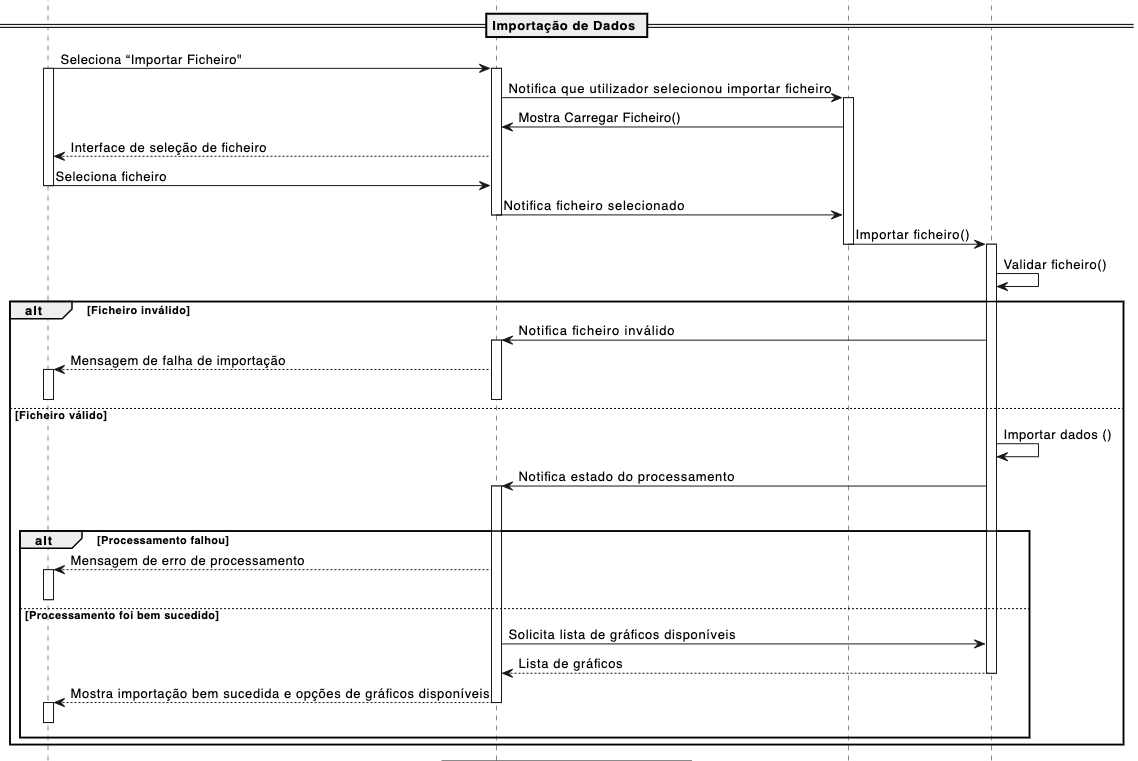 Importação de Dados
Seleciona “Importar Ficheiro"
Notifica que utilizador selecionou importar ficheiro
Mostra Carregar Ficheiro()
Interface de seleção de ficheiro
Seleciona ficheiro
Notifica ficheiro selecionado
Importar ficheiro()
Validar ficheiro()
alt [Ficheiro inválido]
Notifica ficheiro inválido
Mensagem de falha de importação
[Ficheiro válido]
Importar dados ()
Notifica estado do processamento
alt [Processamento falhou]
Mensagem de erro de processamento
[Processamento foi bem sucedido]
Solicita lista de gráficos disponíveis
Lista de gráficos
Mostra importação bem sucedida e opções de gráficos disponíveis